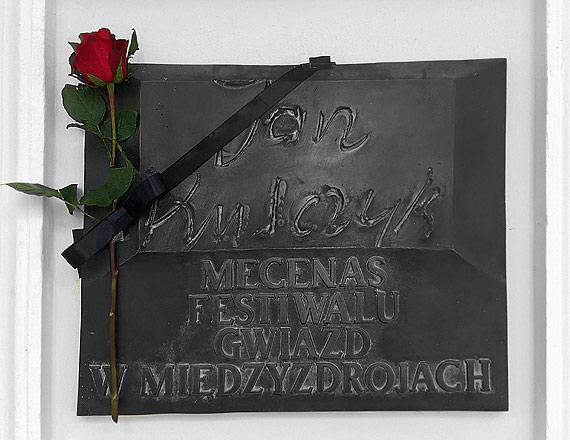 Jan
Kulczyk
MECENAS
FESTIWALU
GWIAZD
W MIĘDZYZDROJACH